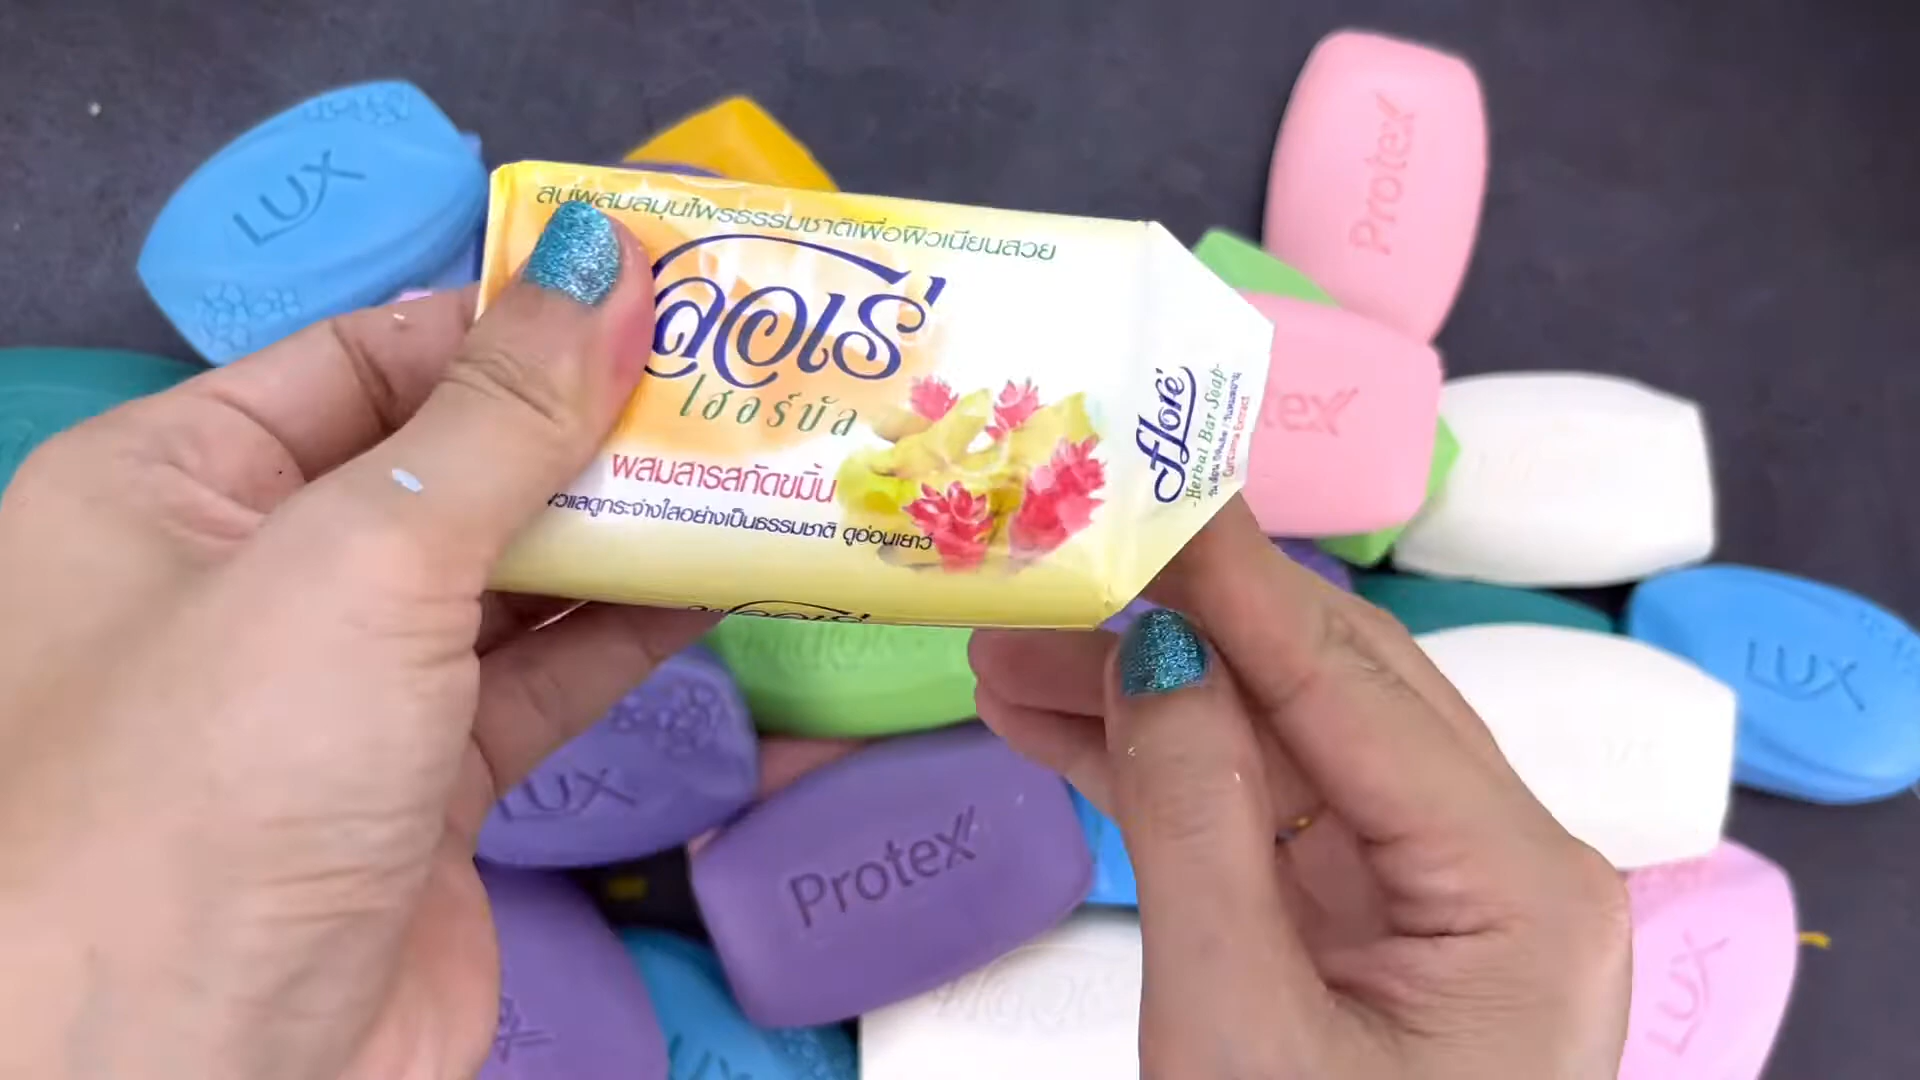 สบู่ผสมสมุนไพรธรรมชาติเพื่อผิวเนียนสวย
ลอเร่
เฮอร์บัล
ผสมสารสกัดขมิ้น
ผิวแลดูกระจ่างใสอย่างเป็นธรรมชาติ ดูอ่อนเยาว์
floré
-Herbal Bar Soap-
Curcuma Extract
LUX
Protex
tex
LUX
LUX
Protex
LUX
LUX